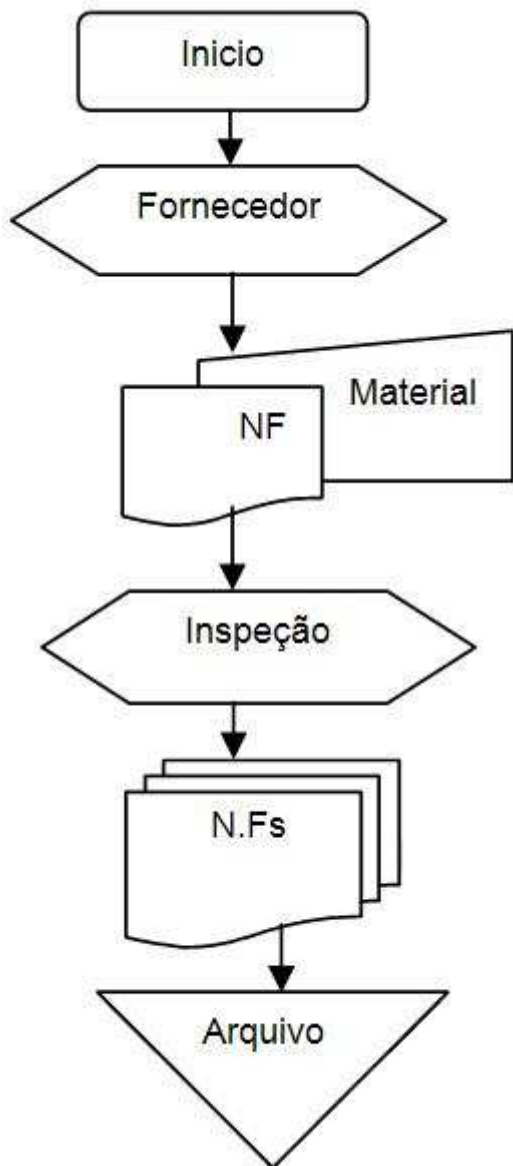 Inicio
Fornecedor
Material
NF
Inspeção
N.Fs
Arquivo